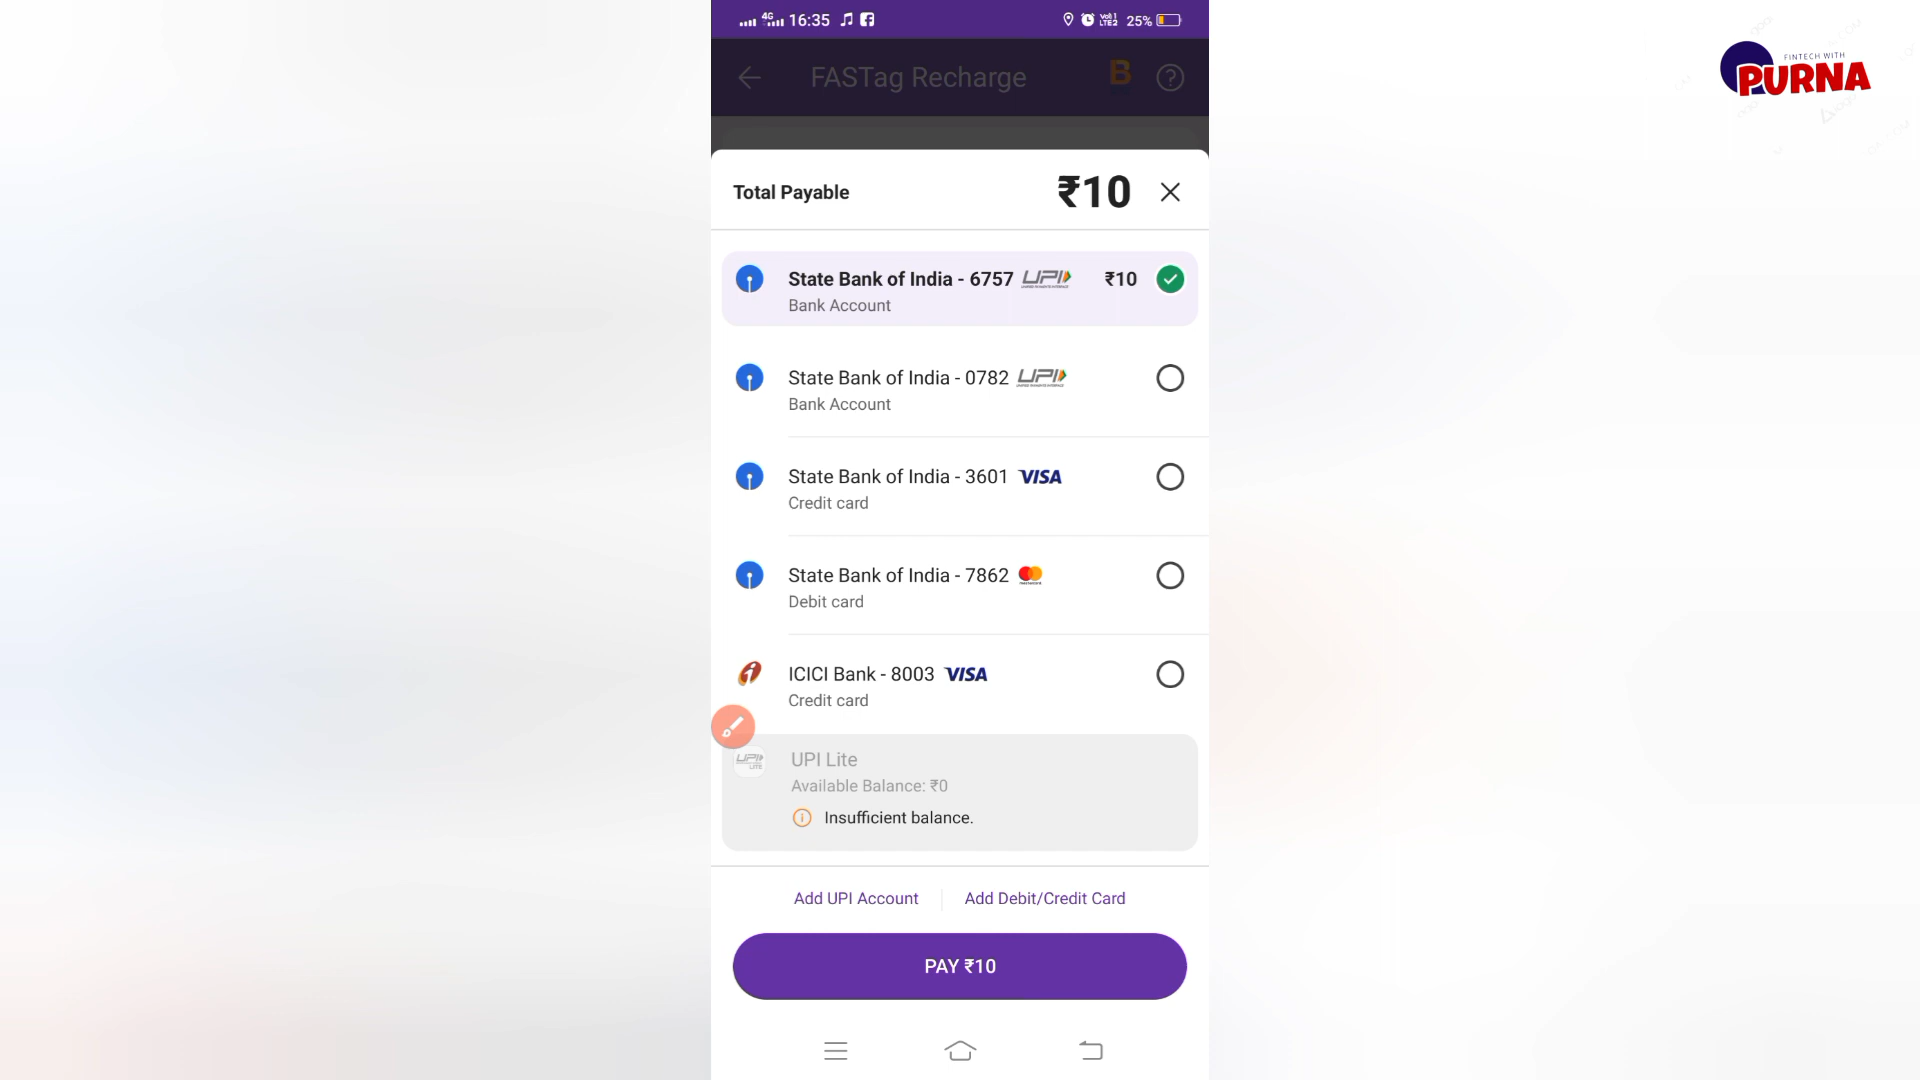 4G 16:35 25%
FASTag Recharge B
FINTECH WITH
PURNA
Total Payable ₹10
State Bank of India - 6757 UPI ₹10
Bank Account
State Bank of India - 0782 UPI
Bank Account
State Bank of India - 3601 VISA
Credit card
State Bank of India - 7862
Debit card
ICICI Bank - 8003 VISA
Credit card
UPI Lite
Available Balance: ₹0
Insufficient balance.
Add UPI Account Add Debit/Credit Card
PAY ₹10